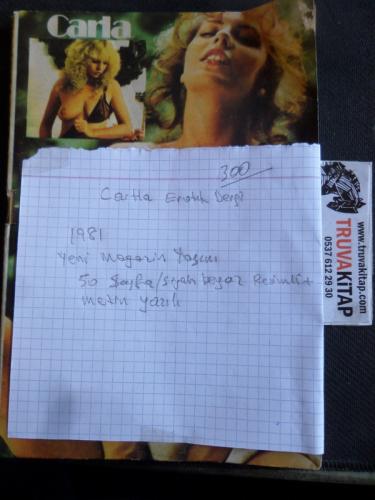 Carla
300
Carla Erotik Dergi
1981
Yeni Magazin Yayını
50 Sayfa/siyah beyaz Resimli +
metin yazılı
www.truvakitap.com
TRUVAKiTAP
0537 612 29 30